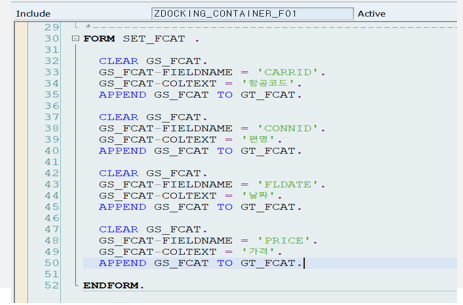 Include ZDOCKING_CONTAINER_F01 Active
29 *------------------------------------------------
30 FORM SET_FCAT .
31
32 CLEAR GS_FCAT.
33 GS_FCAT-FIELDNAME = 'CARRID'.
34 GS_FCAT-COLTEXT = '항공코드'.
35 APPEND GS_FCAT TO GT_FCAT.
36
37 CLEAR GS_FCAT.
38 GS_FCAT-FIELDNAME = 'CONNID'.
39 GS_FCAT-COLTEXT = '편명'.
40 APPEND GS_FCAT TO GT_FCAT.
41
42 CLEAR GS_FCAT.
43 GS_FCAT-FIELDNAME = 'FLDATE'.
44 GS_FCAT-COLTEXT = '날짜'.
45 APPEND GS_FCAT TO GT_FCAT.
46
47 CLEAR GS_FCAT.
48 GS_FCAT-FIELDNAME = 'PRICE'.
49 GS_FCAT-COLTEXT = '가격'.
50 APPEND GS_FCAT TO GT_FCAT.
51
52 ENDFORM.